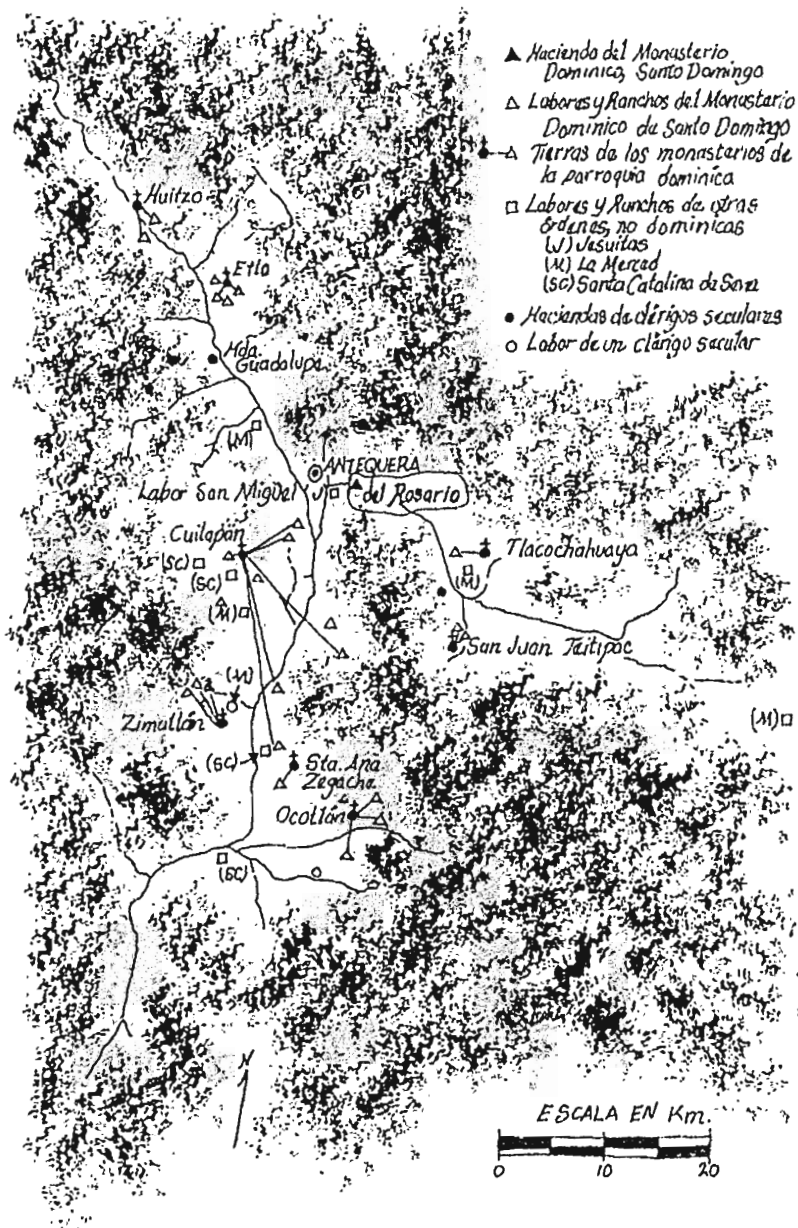 Hacienda del Monasterio
Dominico, Santo Domingo
Labores y Ranchos del Monasterio
Dominico de Santo Domingo
Tierras de los monasterios de
la parroquia dominica
Labores y Ranchos de otras
órdenes, no dominicas
(J) Jesuitas
(M) La Merced
(SC) Santa Catalina de Sena
Haciendas de clérigos seculares
Labor de un clérigo secular
Huitzo
Etla
Hda.
Guadalupe
(M)
ANTEQUERA
Labor San Miguel
(J)
del Rosario
Cuilapan
(SC)
(SC)
(M)
Tlacochahuaya
(M)
San Juan Teitipac
(M)
Zimatlán
(M)
(SC)
Sta. Ana
Zegache
Ocotlán
(SC)
N
ESCALA EN Km.
0 10 20